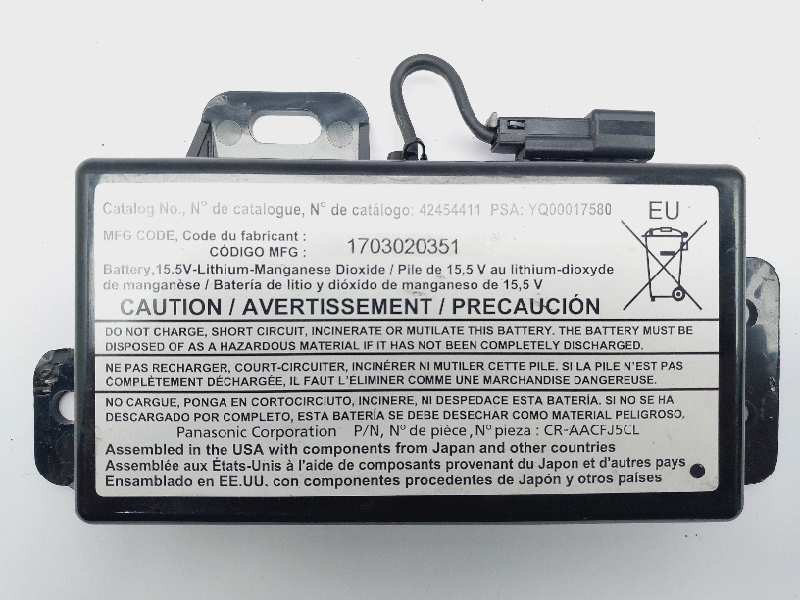 Catalog No., N° de catalogue, N° de catálogo: 42454411 PSA: YQ00017580
EU
MFG CODE, Code du fabricant :
CÓDIGO MFG : 1703020351
Battery,15.5V-Lithium-Manganese Dioxide / Pile de 15,5 V au lithium-dioxyde
de manganèse / Batería de litio y dióxido de manganeso de 15,5 V
CAUTION / AVERTISSEMENT / PRECAUCIÓN
DO NOT CHARGE, SHORT CIRCUIT, INCINERATE OR MUTILATE THIS BATTERY. THE BATTERY MUST BE
DISPOSED OF AS A HAZARDOUS MATERIAL IF IT HAS NOT BEEN COMPLETELY DISCHARGED.
NE PAS RECHARGER, COURT-CIRCUITER, INCINÉRER NI MUTILER CETTE PILE. SI LA PILE N'EST PAS
COMPLÈTEMENT DÉCHARGÉE, IL FAUT L'ELIMINER COMME UNE MARCHANDISE DANGEREUSE.
NO CARGUE, PONGA EN CORTOCIRCUITO, INCINERE, NI DESPEDACE ESTA BATERÍA. SI NO SE HA
DESCARGADO POR COMPLETO, ESTA BATERÍA SE DEBE DESECHAR COMO MATERIAL PELIGROSO.
Panasonic Corporation P/N, N° de pièce, N° pieza : CR-AACFJ5CL
Assembled in the USA with components from Japan and other countries
Assemblée aux États-Unis à l'aide de composants provenant du Japon et d'autres pays
Ensamblado en EE.UU. con componentes procedentes de Japón y otros países